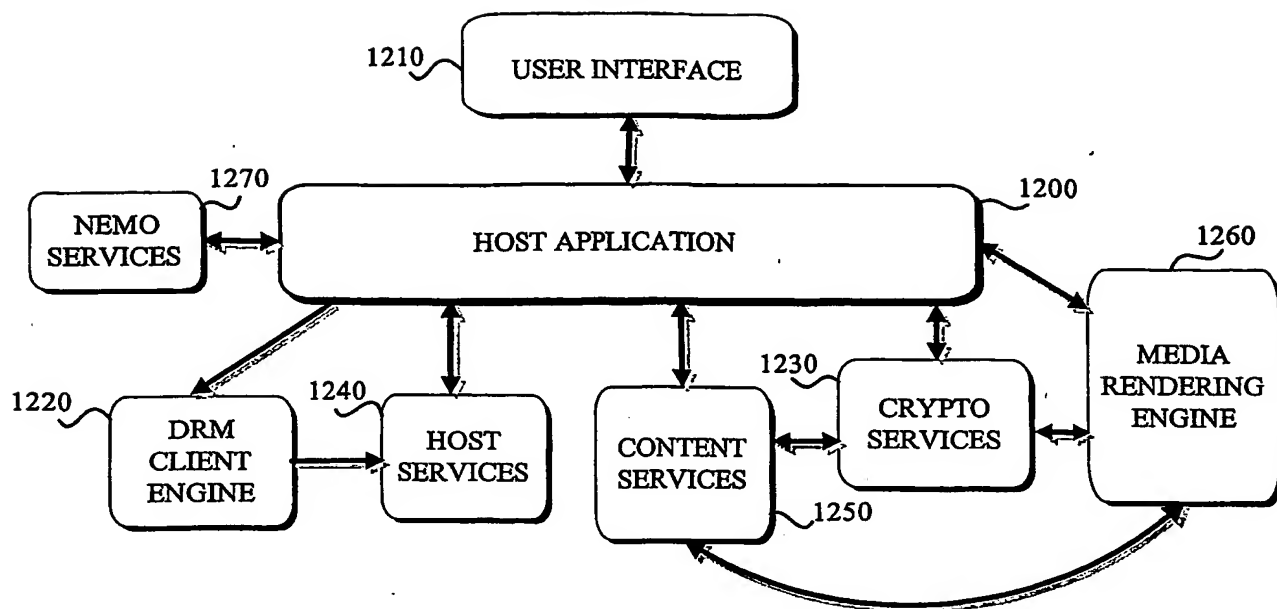 1210
USER INTERFACE
1270
NEMO
SERVICES
1200
HOST APPLICATION
1260
MEDIA
RENDERING
ENGINE
1220
DRM
CLIENT
ENGINE
1240
HOST
SERVICES
CONTENT
SERVICES
1250
1230
CRYPTO
SERVICES